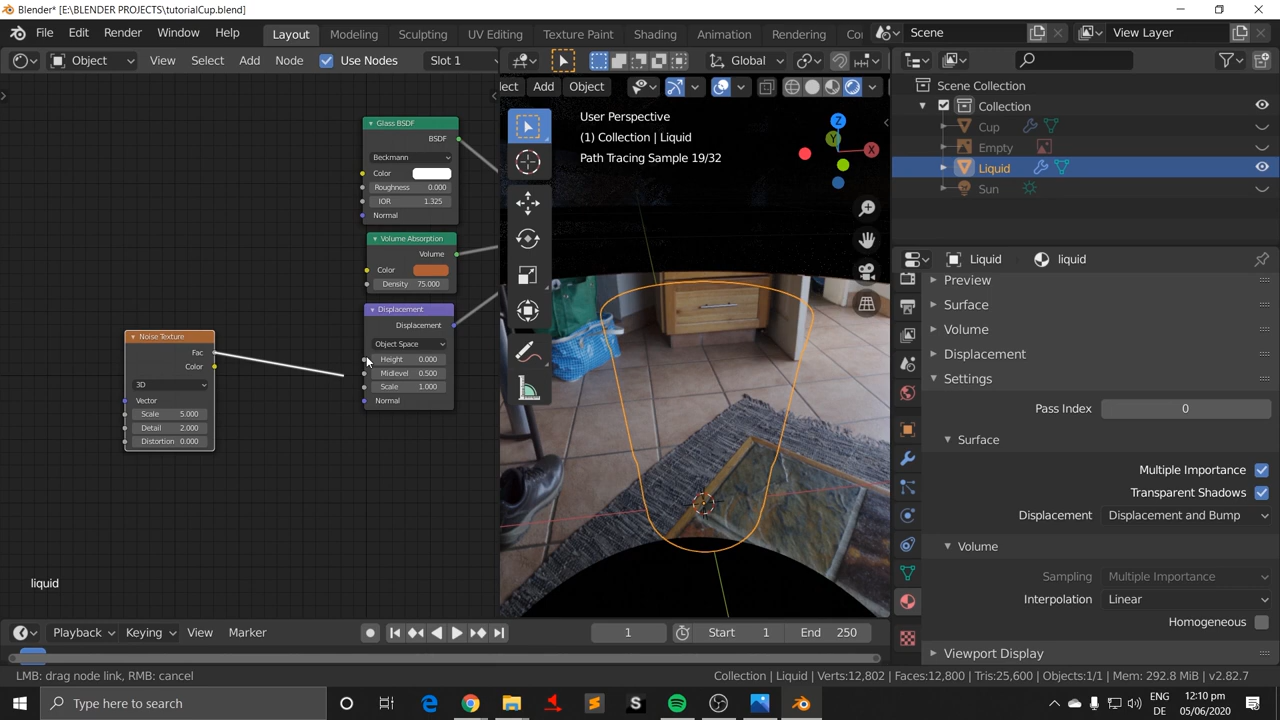 Blender* [E:\BLENDER PROJECTS\tutorialCup.blend]
File Edit Render Window Help Layout Modeling Sculpting UV Editing Texture Paint Shading Animation Rendering Co Scene View Layer
Object View Select Add Node Use Nodes Slot 1 Global
lect Add Object
Scene Collection
Collection
Cup
Empty
Liquid
Sun
User Perspective
(1) Collection | Liquid
Path Tracing Sample 19/32
Z
Y
X
Glass BSDF
BSDF
Beckmann
Color
Roughness 0.000
IOR 1.325
Normal
Volume Absorption
Volume
Color
Density 75.000
Displacement
Displacement
Object Space
Height 0.000
Midlevel 0.500
Scale 1.000
Normal
Noise Texture
Fac
Color
3D
Vector
Scale 5.000
Detail 2.000
Distortion 0.000
liquid
Liquid liquid
Preview
Surface
Volume
Displacement
Settings
Pass Index 0
Surface
Multiple Importance
Transparent Shadows
Displacement Displacement and Bump
Volume
Sampling Multiple Importance
Interpolation Linear
Homogeneous
Viewport Display
Playback Keying View Marker 1 Start 1 End 250
LMB: drag node link, RMB: cancel
Collection | Liquid | Verts:12,802 | Faces:12,800 | Tris:25,600 | Objects:1/1 | Mem: 292.8 MiB | v2.82.7
Type here to search
ENG
DE
12:10 pm
05/06/2020